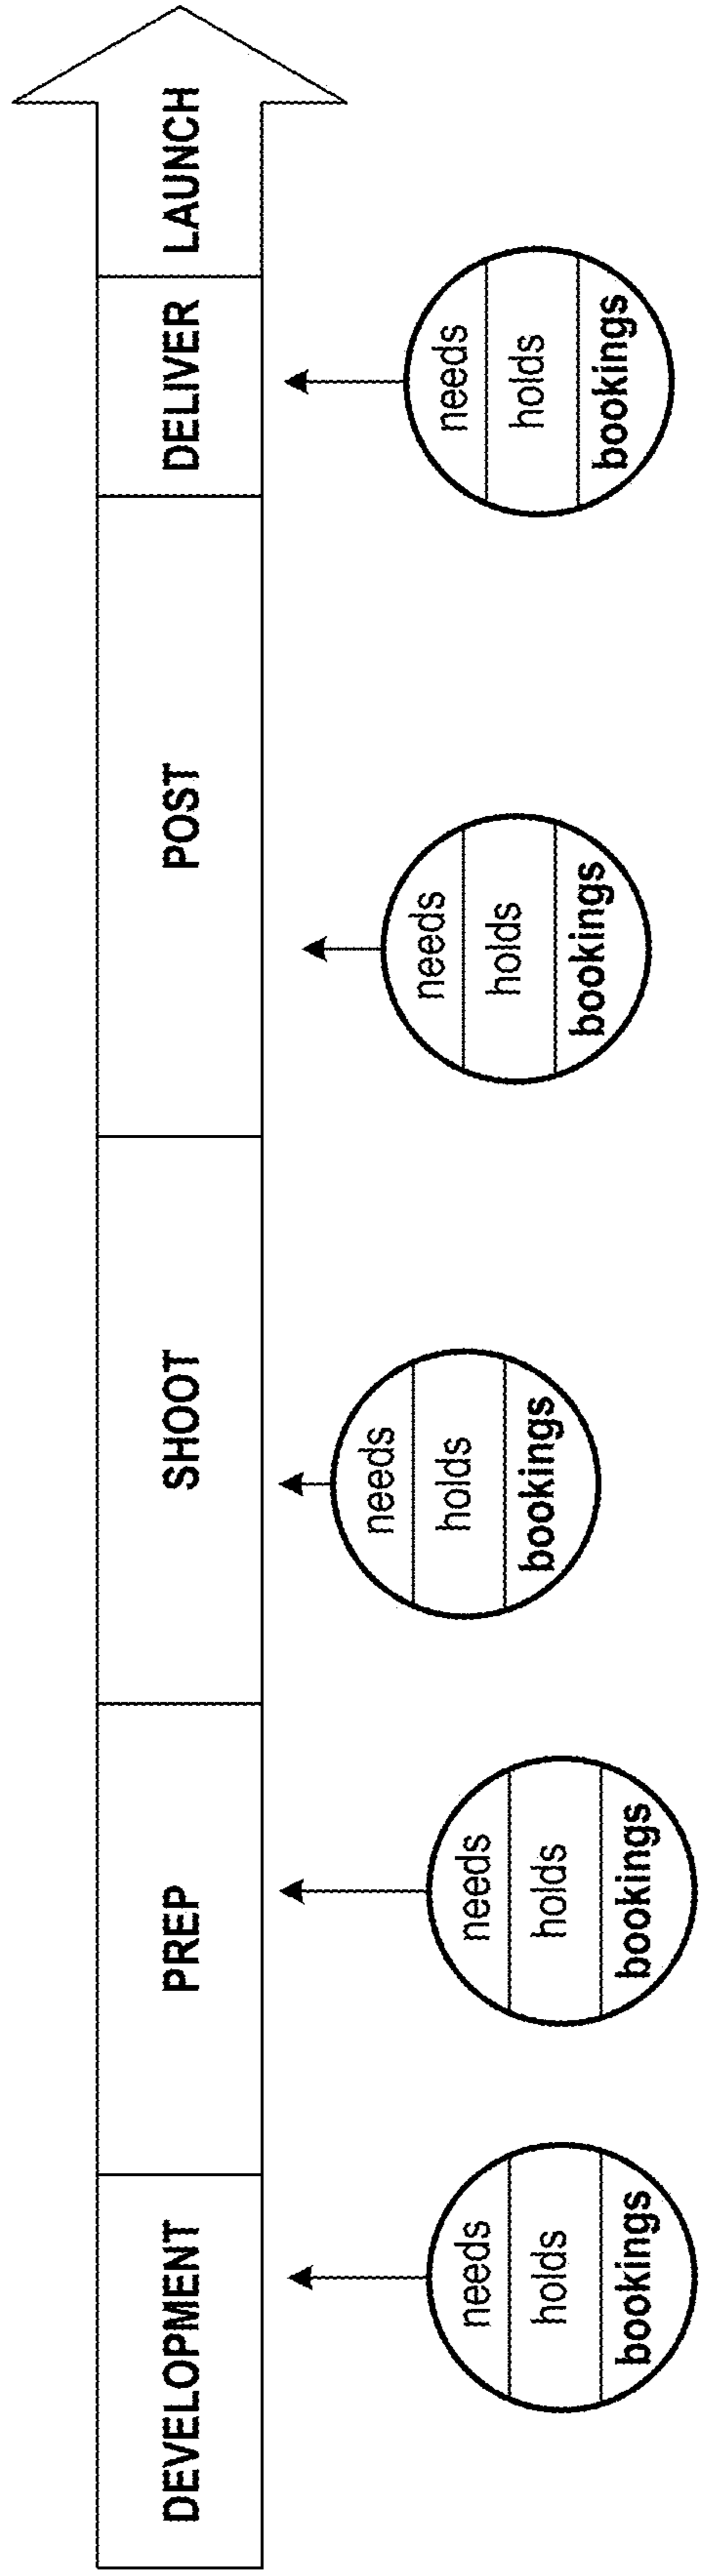 DEVELOPMENT
PREP
SHOOT
POST
DELIVER
LAUNCH
needs
holds
bookings
needs
holds
bookings
needs
holds
bookings
needs
holds
bookings
needs
holds
bookings